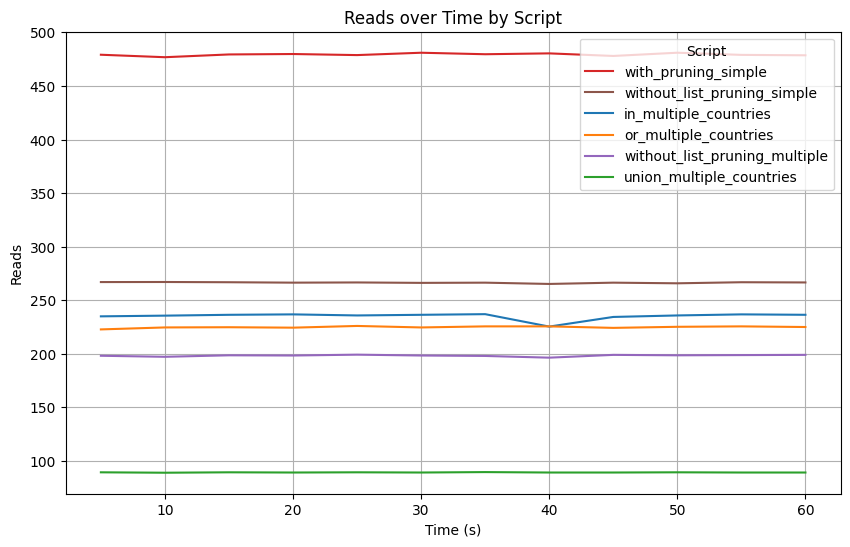 Reads over Time by Script
Reads
500
450
400
350
300
250
200
150
100
Script
with_pruning_simple
without_list_pruning_simple
in_multiple_countries
or_multiple_countries
without_list_pruning_multiple
union_multiple_countries
10 20 30 40 50 60
Time (s)